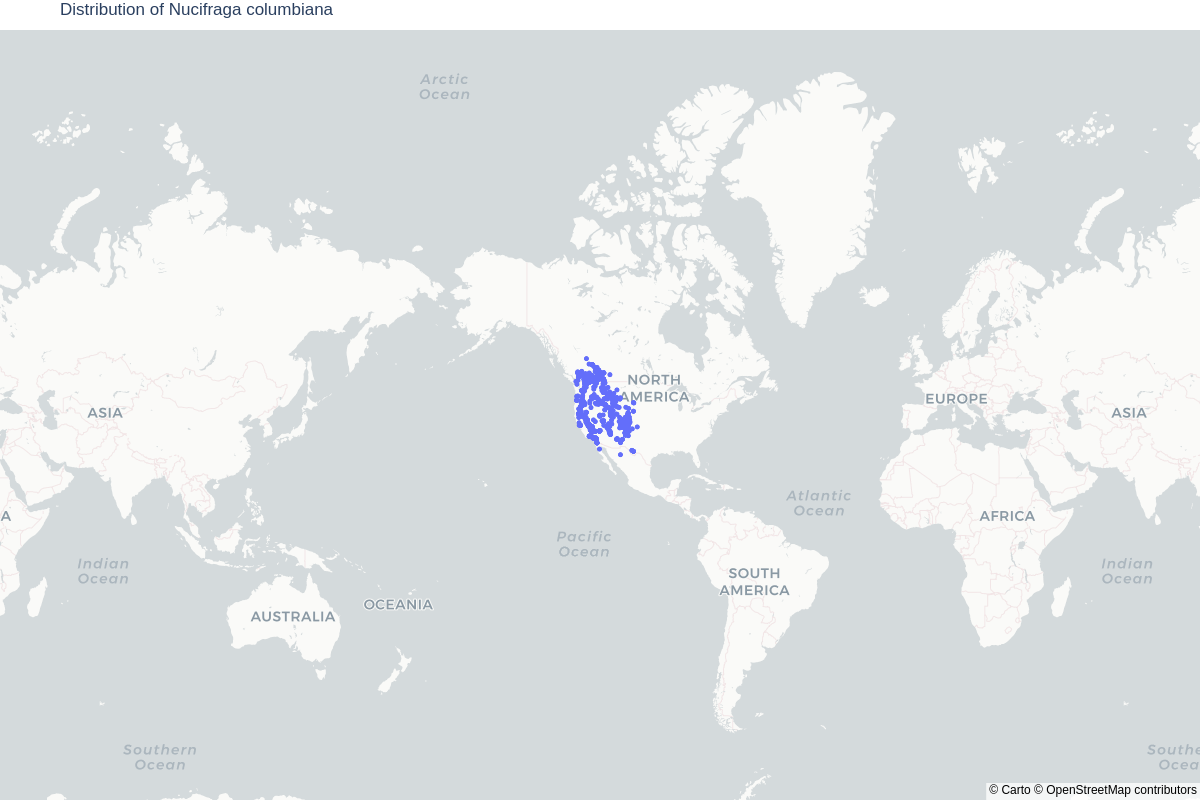 Distribution of Nucifraga columbiana
Arctic
Ocean
NORTH
AMERICA
EUROPE
ASIA
ASIA
Atlantic
Ocean
A
AFRICA
Pacific
Ocean
Indian
Ocean
Indian
Ocean
SOUTH
AMERICA
OCEANIA
AUSTRALIA
Southern
Ocean
Southe
Ocea
© Carto © OpenStreetMap contributors